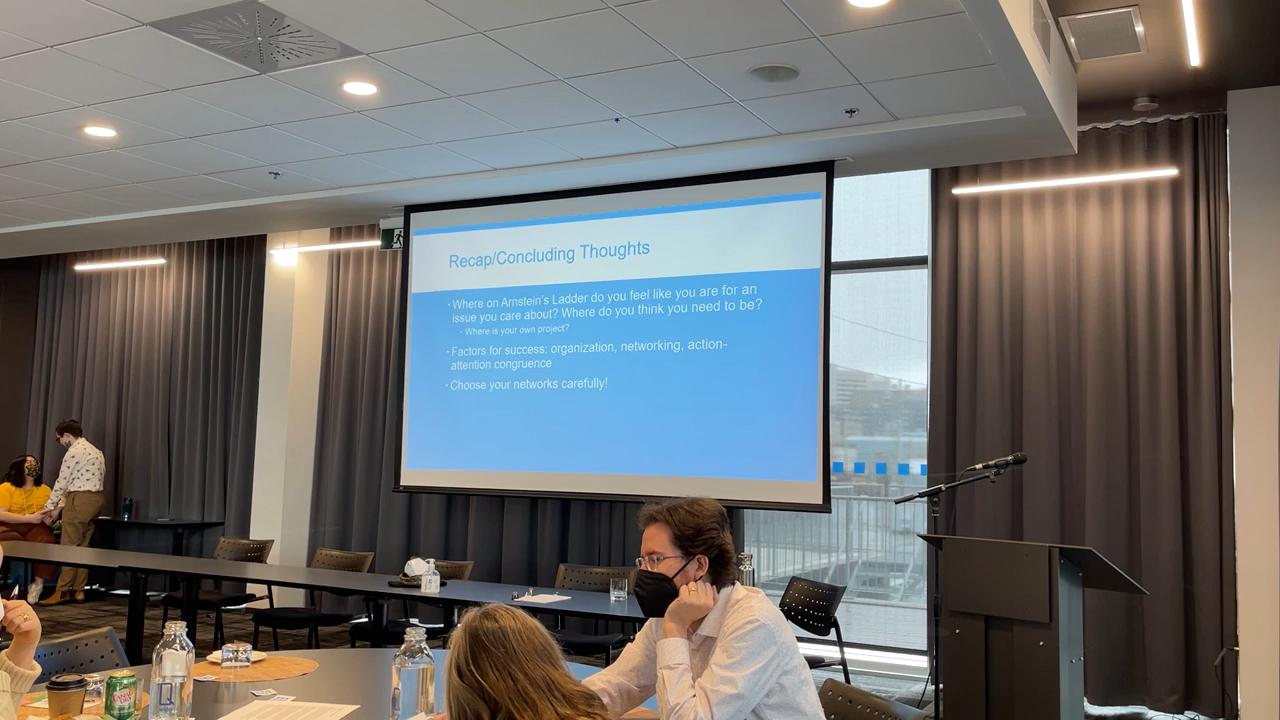 Recap/Concluding Thoughts
· Where on Arnstein's Ladder do you feel like you are for an
issue you care about? Where do you think you need to be?
· Where is your own project?
· Factors for success: organization, networking, action-
attention congruence
· Choose your networks carefully!
Q